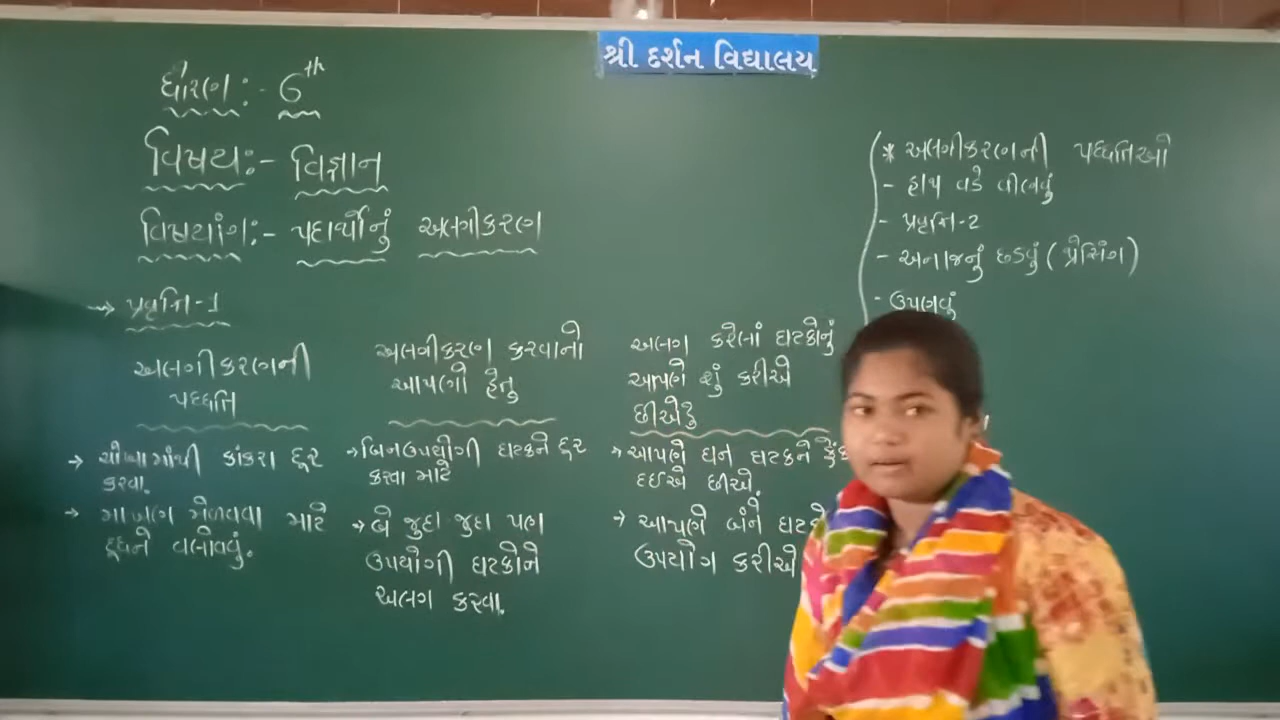 શ્રી દર્શન વિદ્યાલય
ધોરણ:- 6th
વિષય:- વિજ્ઞાન
વિષયાંગ:- પદાર્થોનું અલગીકરણ
→ પ્રવૃત્તિ-1
અલગીકરણની
પધ્ધતિ
→ ચોખામાંથી કાંકરા દૂર
કરવા.
→ માખણ મેળવવા માટે
દૂધને વલોવવું.
અલગીકરણ કરવાનો
આપણો હેતુ
→ બિનઉપયોગી ઘટકને દૂર
કરવા માટે
→ બે જુદા જુદા પણ
ઉપયોગી ઘટકોને
અલગ કરવા.
અલગ કરેલાં ઘટકોનું
આપણે શું કરીએ
છીએ?
→ આપણે ઘન ઘટકને
દઈએ છીએ.
→ આપણે બંને
ઉપયોગ કરીએ
* અલગીકરણની પધ્ધતિઓ
- હાથ વડે વીણવું
- પ્રવૃત્તિ-2
- અનાજનું છડવું (થ્રેસિંગ)
- ઉપણવું